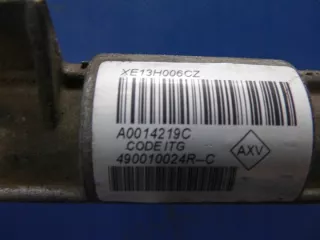 XE13H006CZ
A0014219C
CODE ITG
490010024R-C
AXV